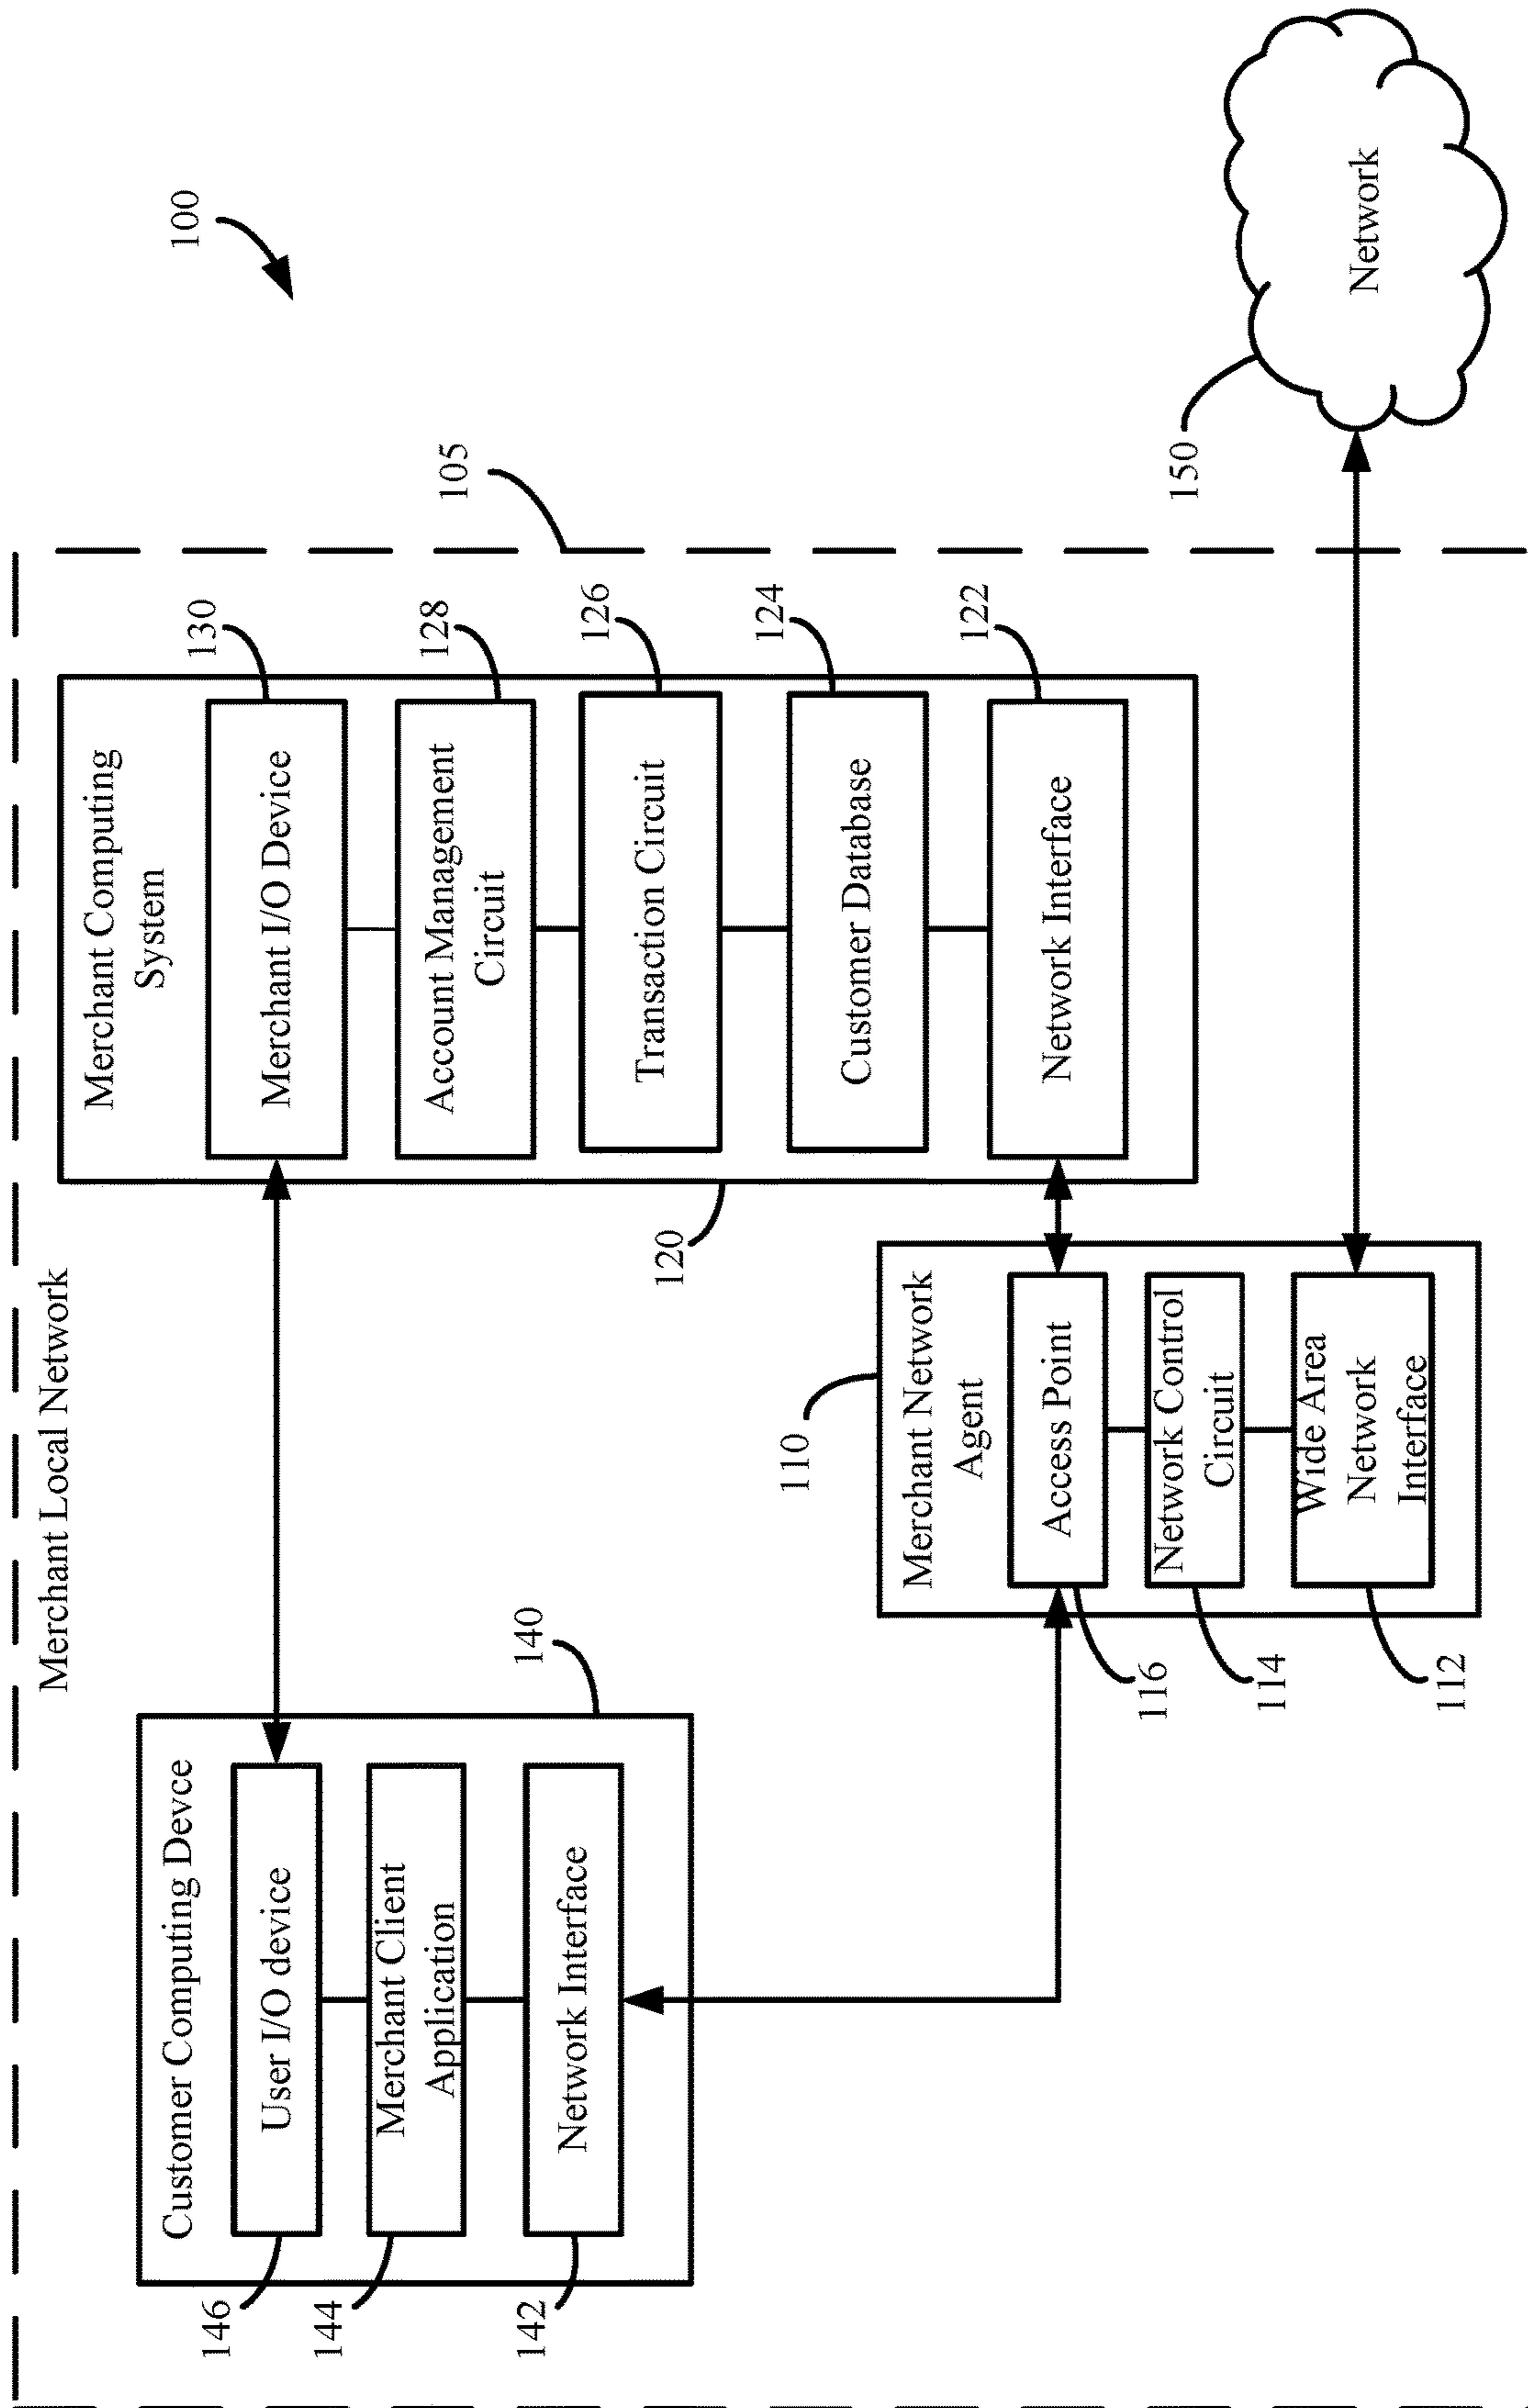 100
Merchant Local Network
105
Customer Computing Devce
User I/O device
Merchant Client
Application
Network Interface
146
144
142
140
Merchant Computing
System
Merchant I/O Device
Account Management
Circuit
Transaction Circuit
Customer Database
Network Interface
130
128
126
124
122
120
Merchant Network
Agent
Access Point
Network Control
Circuit
Wide Area
Network
Interface
110
116
114
112
150
Network